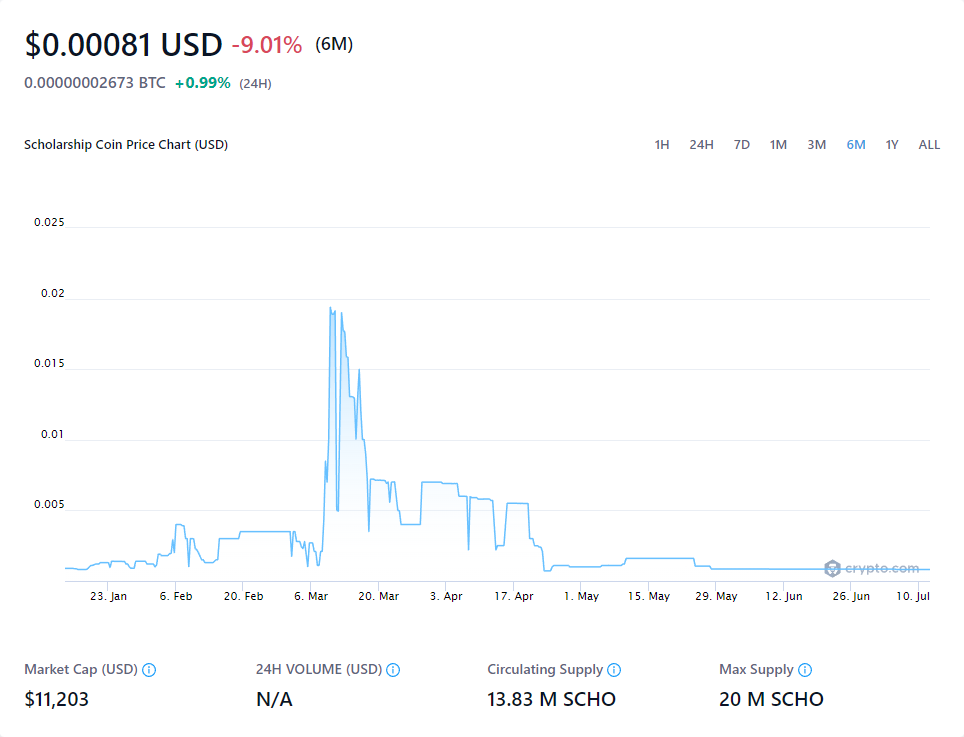 $0.00081 USD -9.01% (6M)
0.00000002673 BTC +0.99% (24H)
Scholarship Coin Price Chart (USD) 1H 24H 7D 1M 3M 6M 1Y ALL
0.025
0.02
0.015
0.01
0.005
crypto.com
23. Jan 6. Feb 20. Feb 6. Mar 20. Mar 3. Apr 17. Apr 1. May 15. May 29. May 12. Jun 26. Jun 10. Jul
Market Cap (USD) 24H VOLUME (USD) Circulating Supply Max Supply
$11,203 N/A 13.83 M SCHO 20 M SCHO